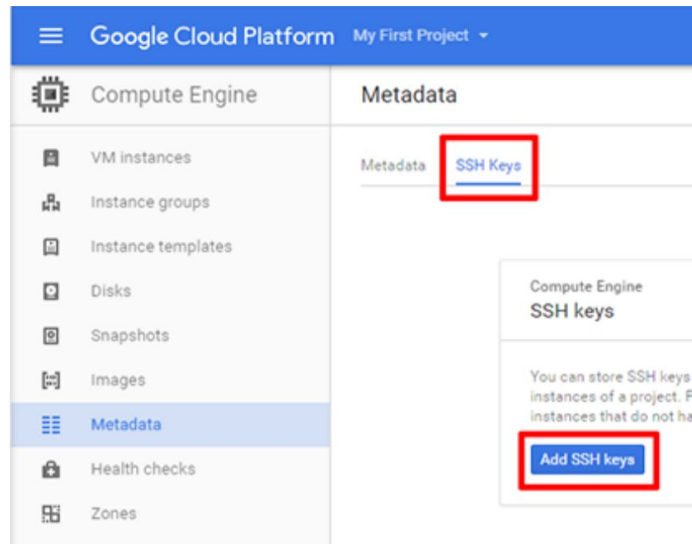 Google Cloud Platform My First Project
Compute Engine
Metadata
VM instances
Instance groups
Instance templates
Disks
Snapshots
Images
Metadata
Health checks
Zones
Metadata SSH Keys
Compute Engine
SSH keys
You can store SSH keys
instances of a project.
instances that do not
Add SSH keys